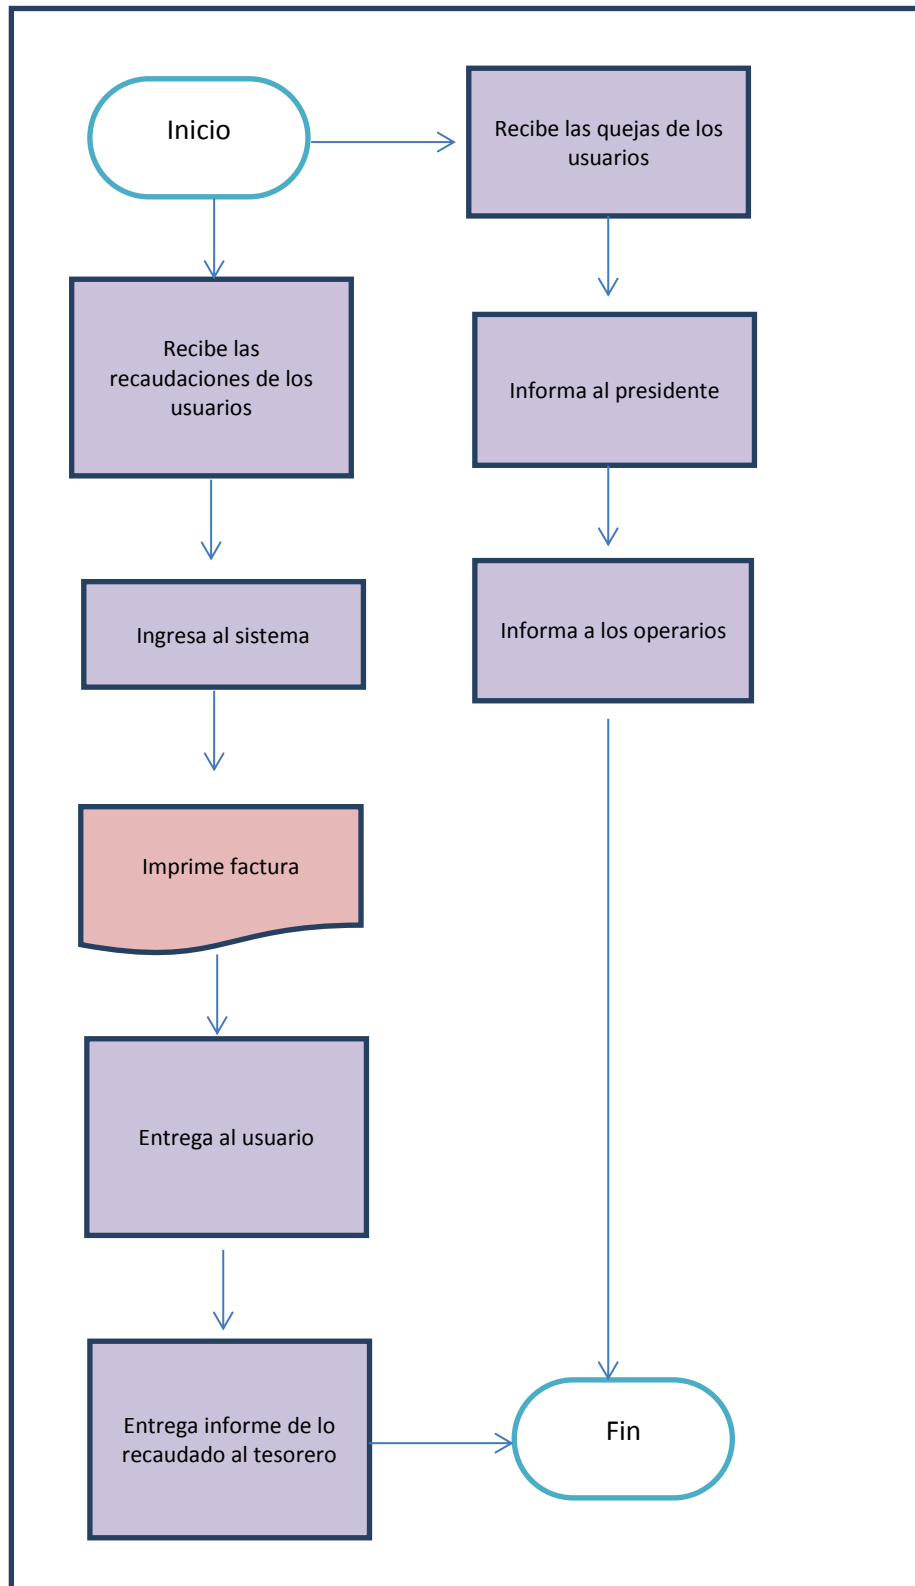 Inicio
Recibe las quejas de los
usuarios
Recibe las
recaudaciones de los
usuarios
Informa al presidente
Ingresa al sistema
Informa a los operarios
Imprime factura
Entrega al usuario
Entrega informe de lo
recaudado al tesorero
Fin